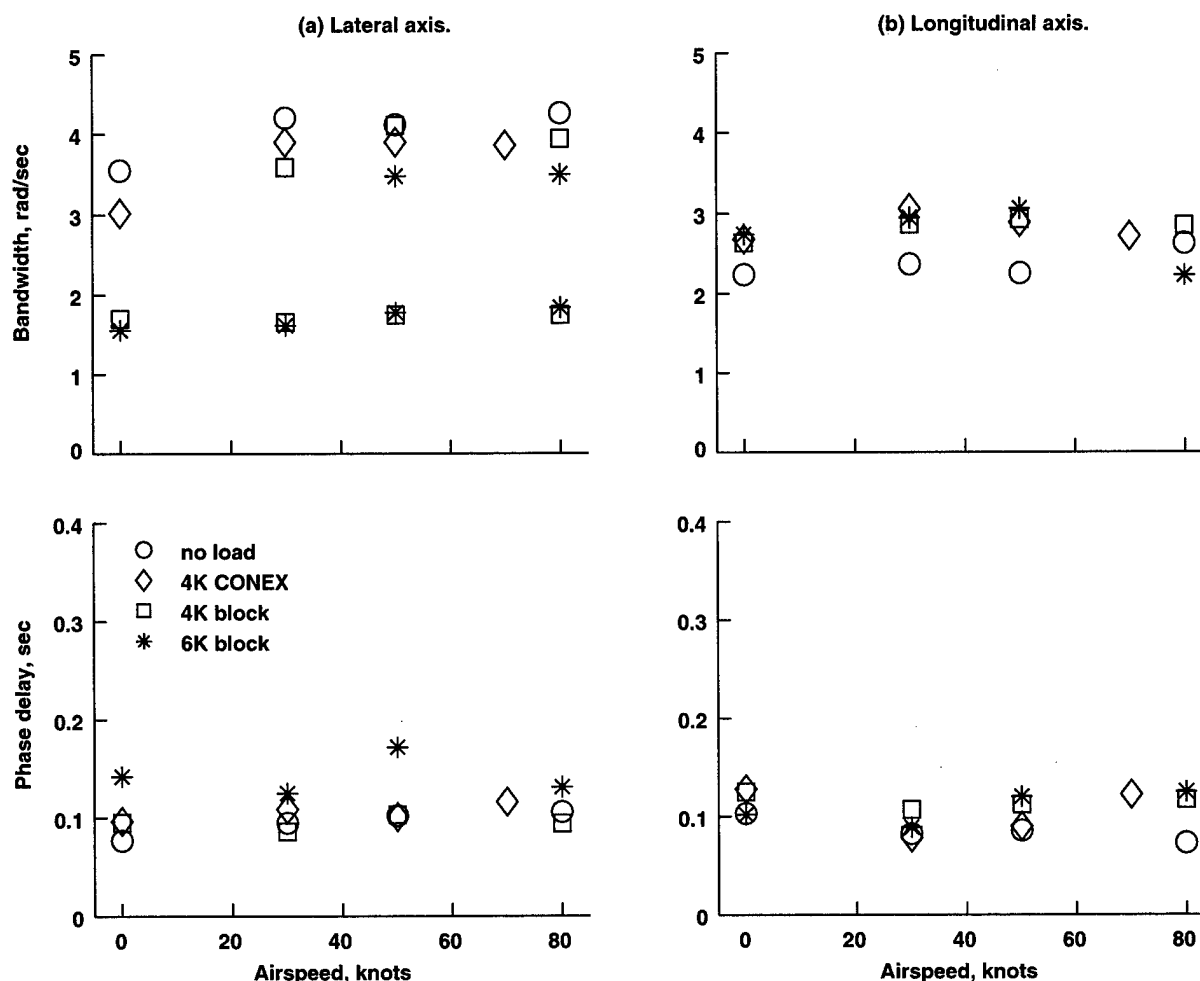 (a) Lateral axis.
5
4
3
2
1
0
Bandwidth, rad/sec
(b) Longitudinal axis.
5
4
3
2
1
0
0.4
0.3
0.2
0.1
0
Phase delay, sec
no load
4K CONEX
4K block
6K block
0 20 40 60 80
Airspeed, knots
0.4
0.3
0.2
0.1
0
0 20 40 60 80
Airspeed, knots